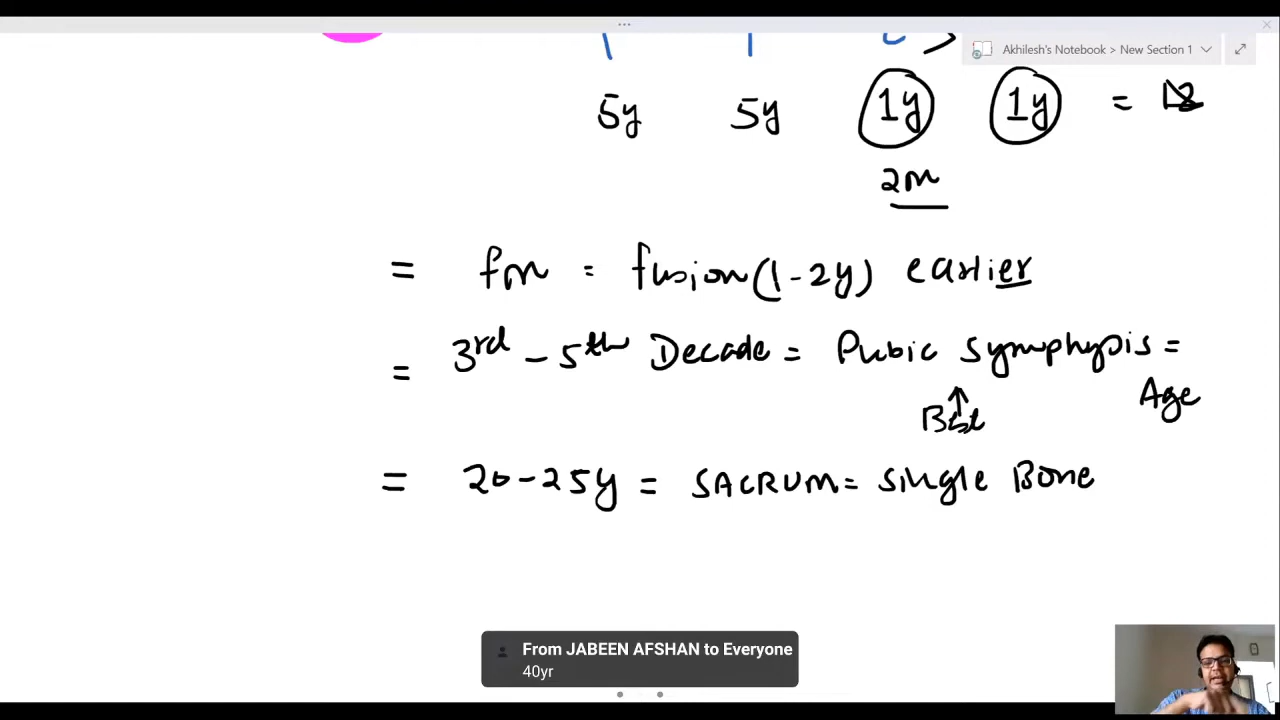 Akhilesh's Notebook > New Section 1
5y 5y 1y 1y =
2m
= fm = fusion (1-2y) earlier
= 3rd - 5th Decade = Pubic symphysis =
Best
Age
= 20-25y = SACRUM = single Bone
From JABEEN AFSHAN to Everyone
40yr